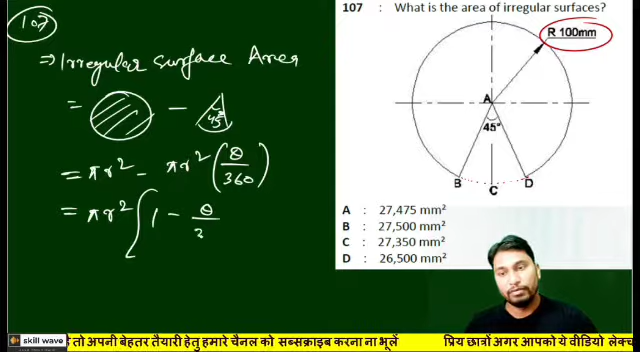 107
⇒ Irregular Surface Area
= - 45°
= πr² - πr² (θ/360)
= πr² [1 - θ/3
107 : What is the area of irregular surfaces?
R 100mm
A
45°
B
D
C
A : 27,475 mm²
B : 27,500 mm²
C : 27,350 mm²
D : 26,500 mm²
skill wave
है तो अपनी बेहतर तैयारी हेतु हमारे चैनल को सब्सक्राइब करना ना भूलें प्रिय छात्रों अगर आपको ये वीडियो लेक्च